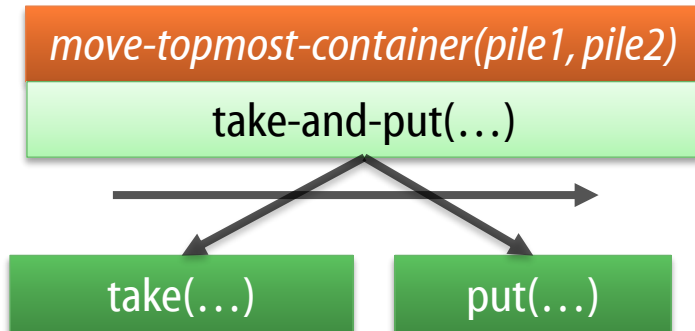 move-topmost-container(pile1, pile2)
take-and-put(…)
take(…)
put(…)